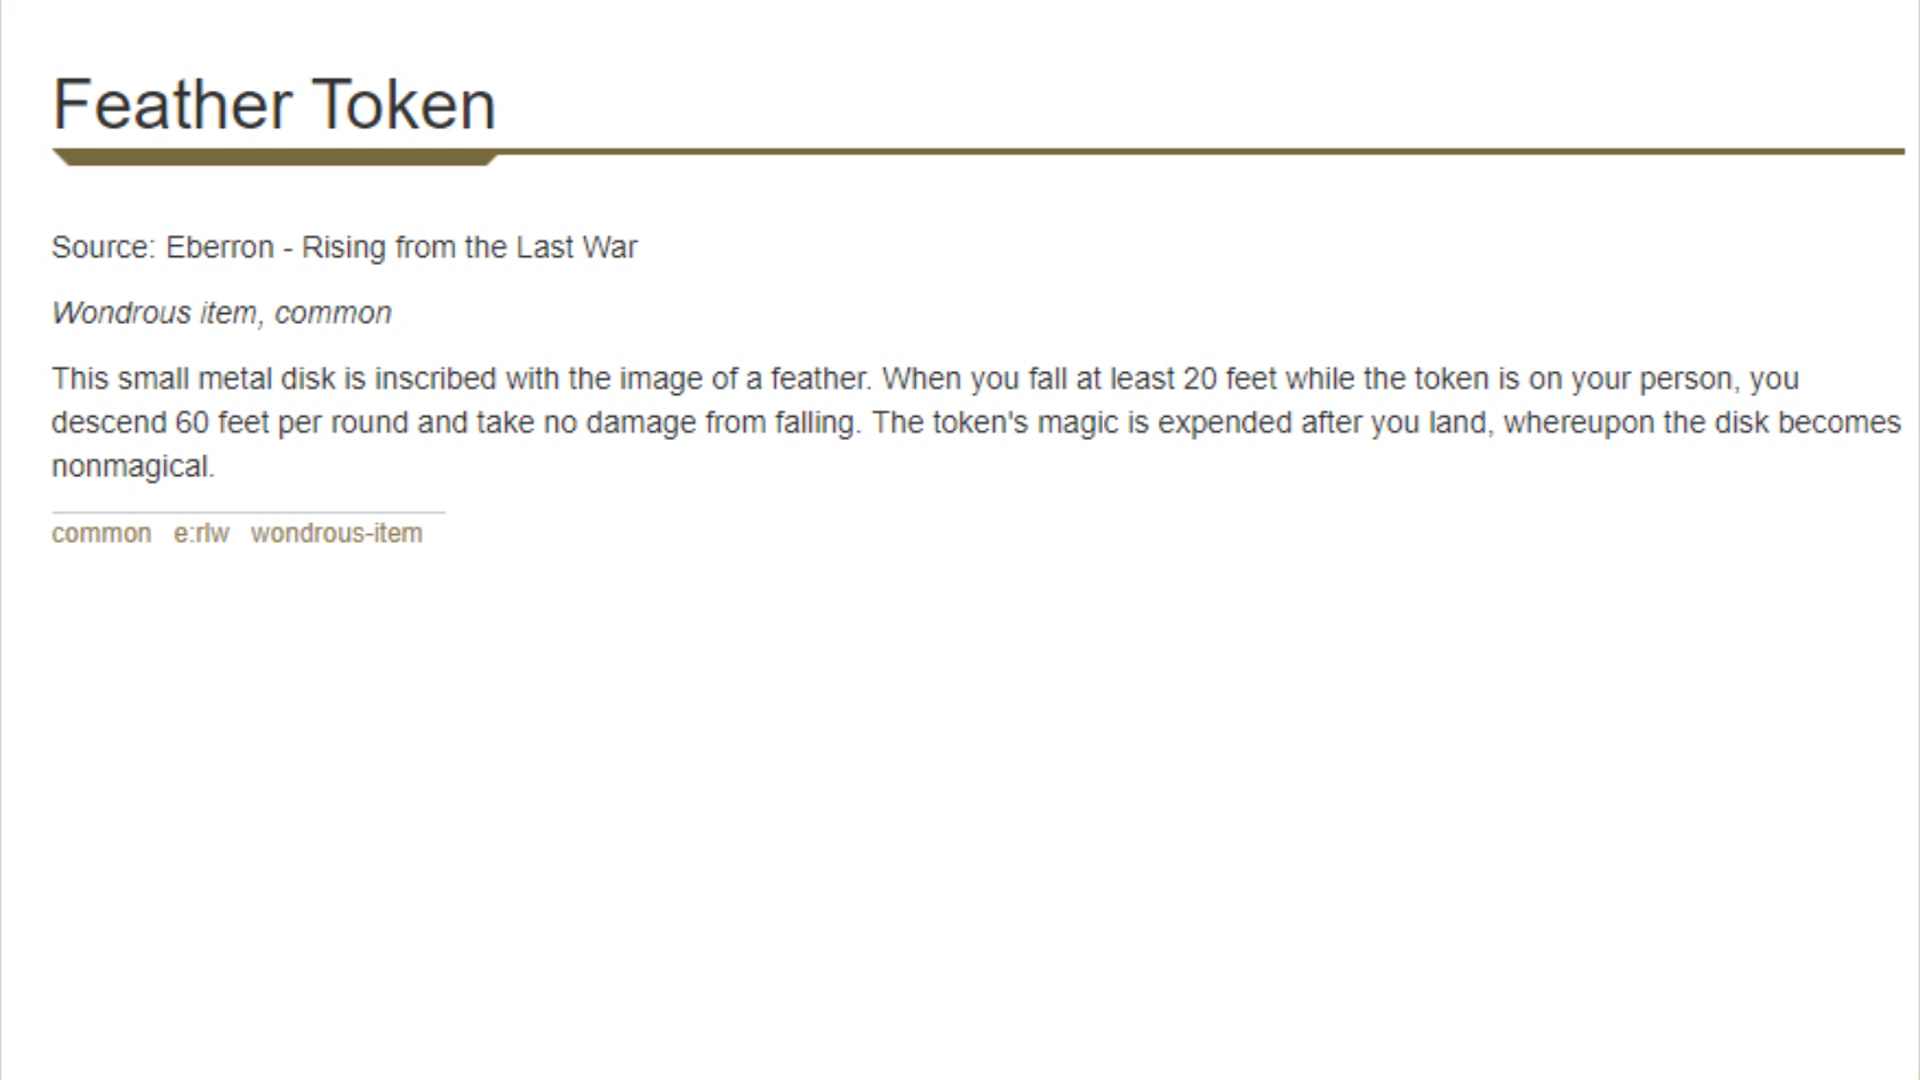 Feather Token
Source: Eberron - Rising from the Last War
Wondrous item, common
This small metal disk is inscribed with the image of a feather. When you fall at least 20 feet while the token is on your person, you
descend 60 feet per round and take no damage from falling. The token's magic is expended after you land, whereupon the disk becomes
nonmagical.
common e:rlw wondrous-item